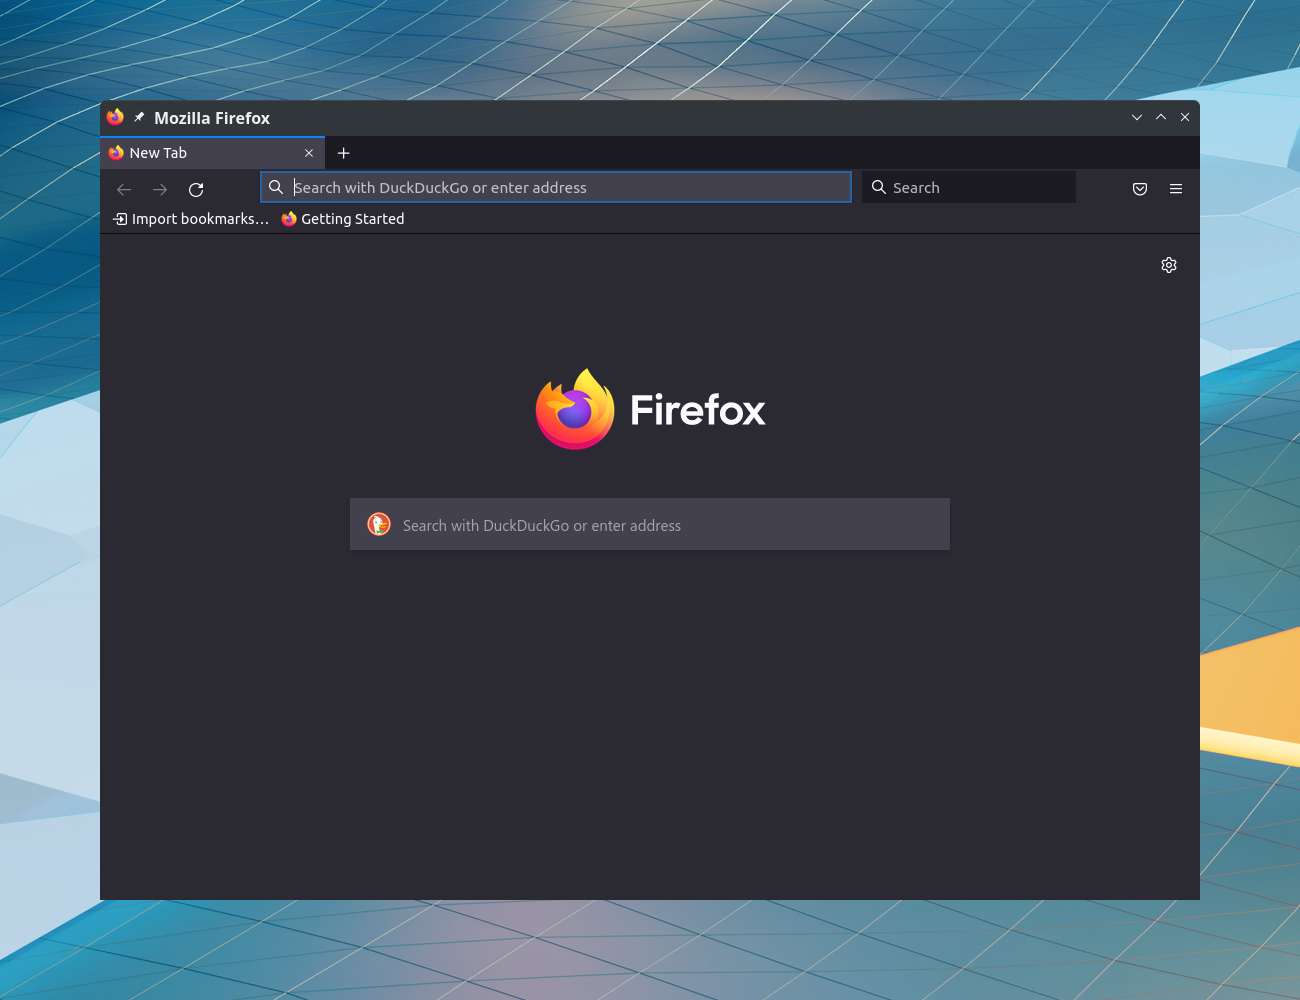 Mozilla Firefox
New Tab
Search with DuckDuckGo or enter address
Search
Import bookmarks...
Getting Started
Firefox
Search with DuckDuckGo or enter address